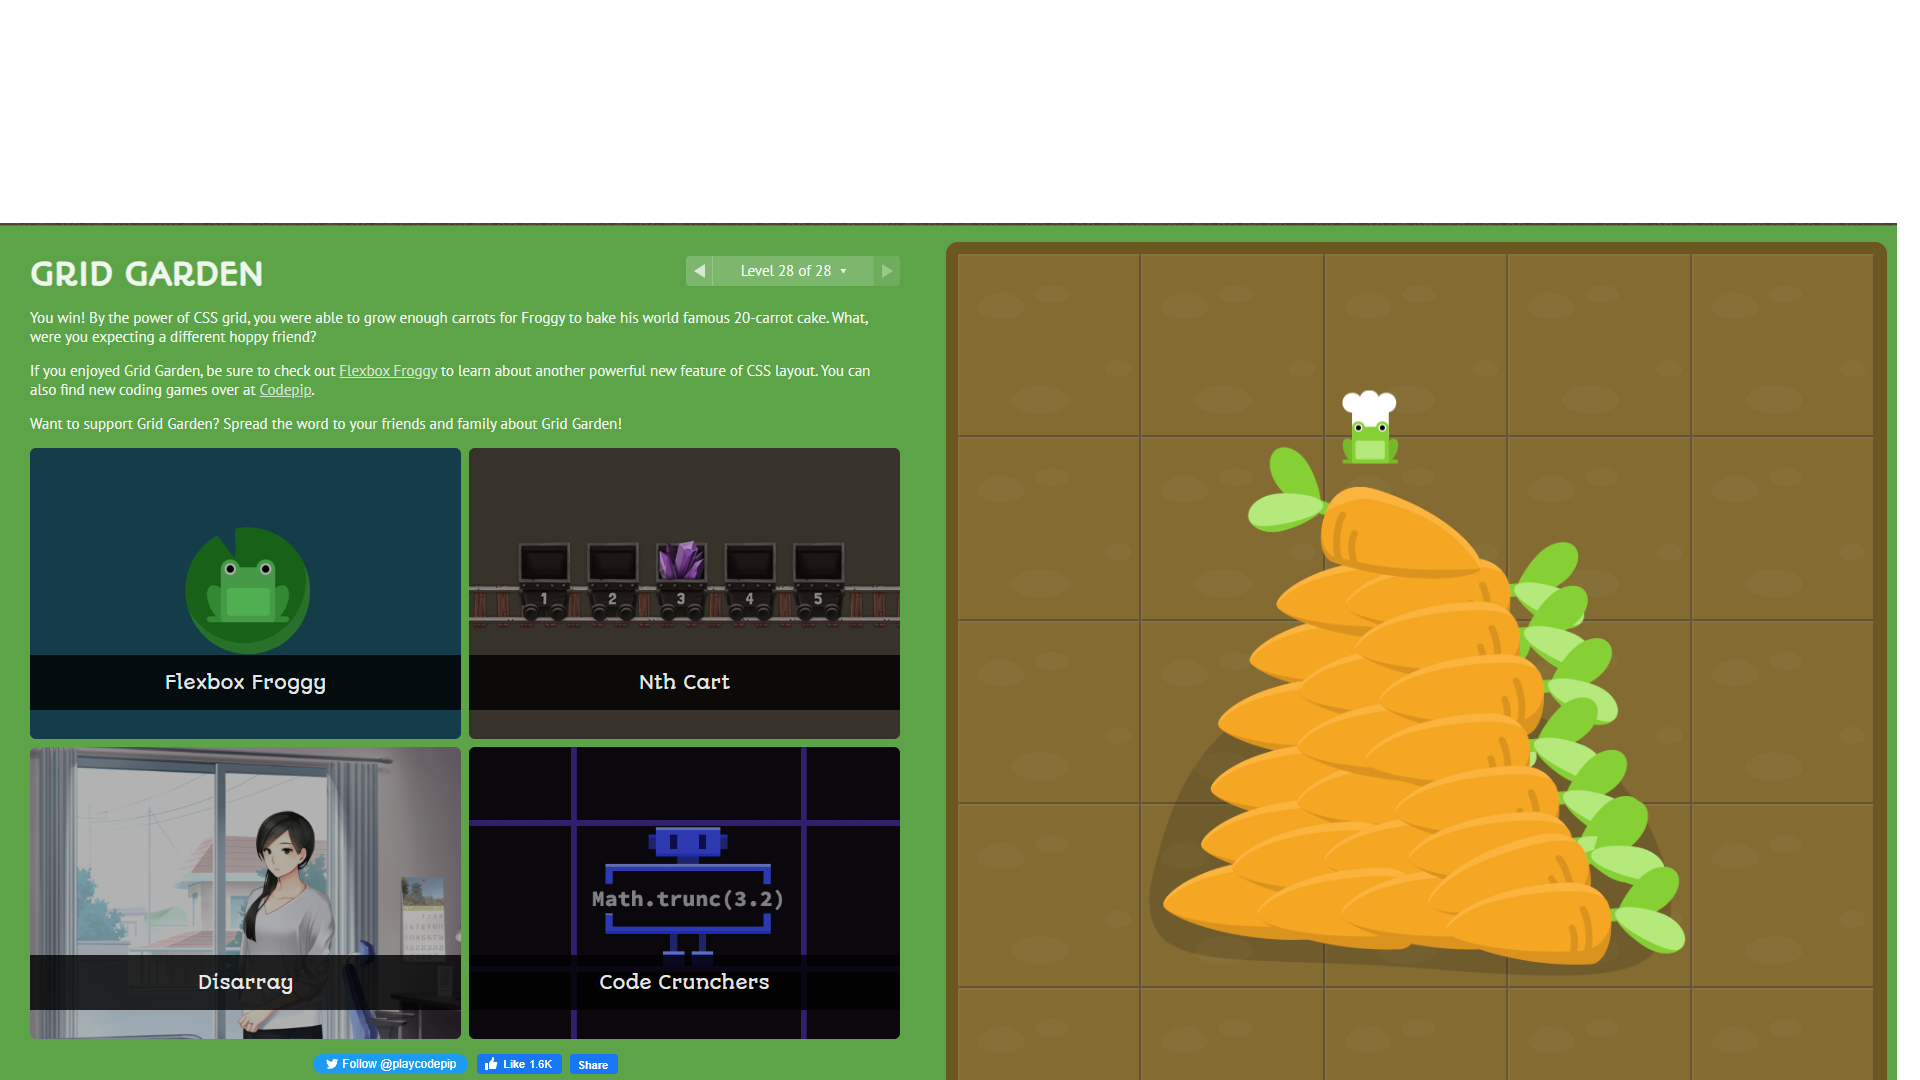 GRID GARDEN
Level 28 of 28
You win! By the power of CSS grid, you were able to grow enough carrots for Froggy to bake his world famous 20-carrot cake. What,
were you expecting a different hoppy friend?
If you enjoyed Grid Garden, be sure to check out Flexbox Froggy to learn about another powerful new feature of CSS layout. You can
also find new coding games over at Codepip.
Want to support Grid Garden? Spread the word to your friends and family about Grid Garden!
Flexbox Froggy
1 2 3 4 5
Nth Cart
Disarray
Math.trunc(3.2)
Code Crunchers
Follow @playcodepip
Like 1.6K
Share